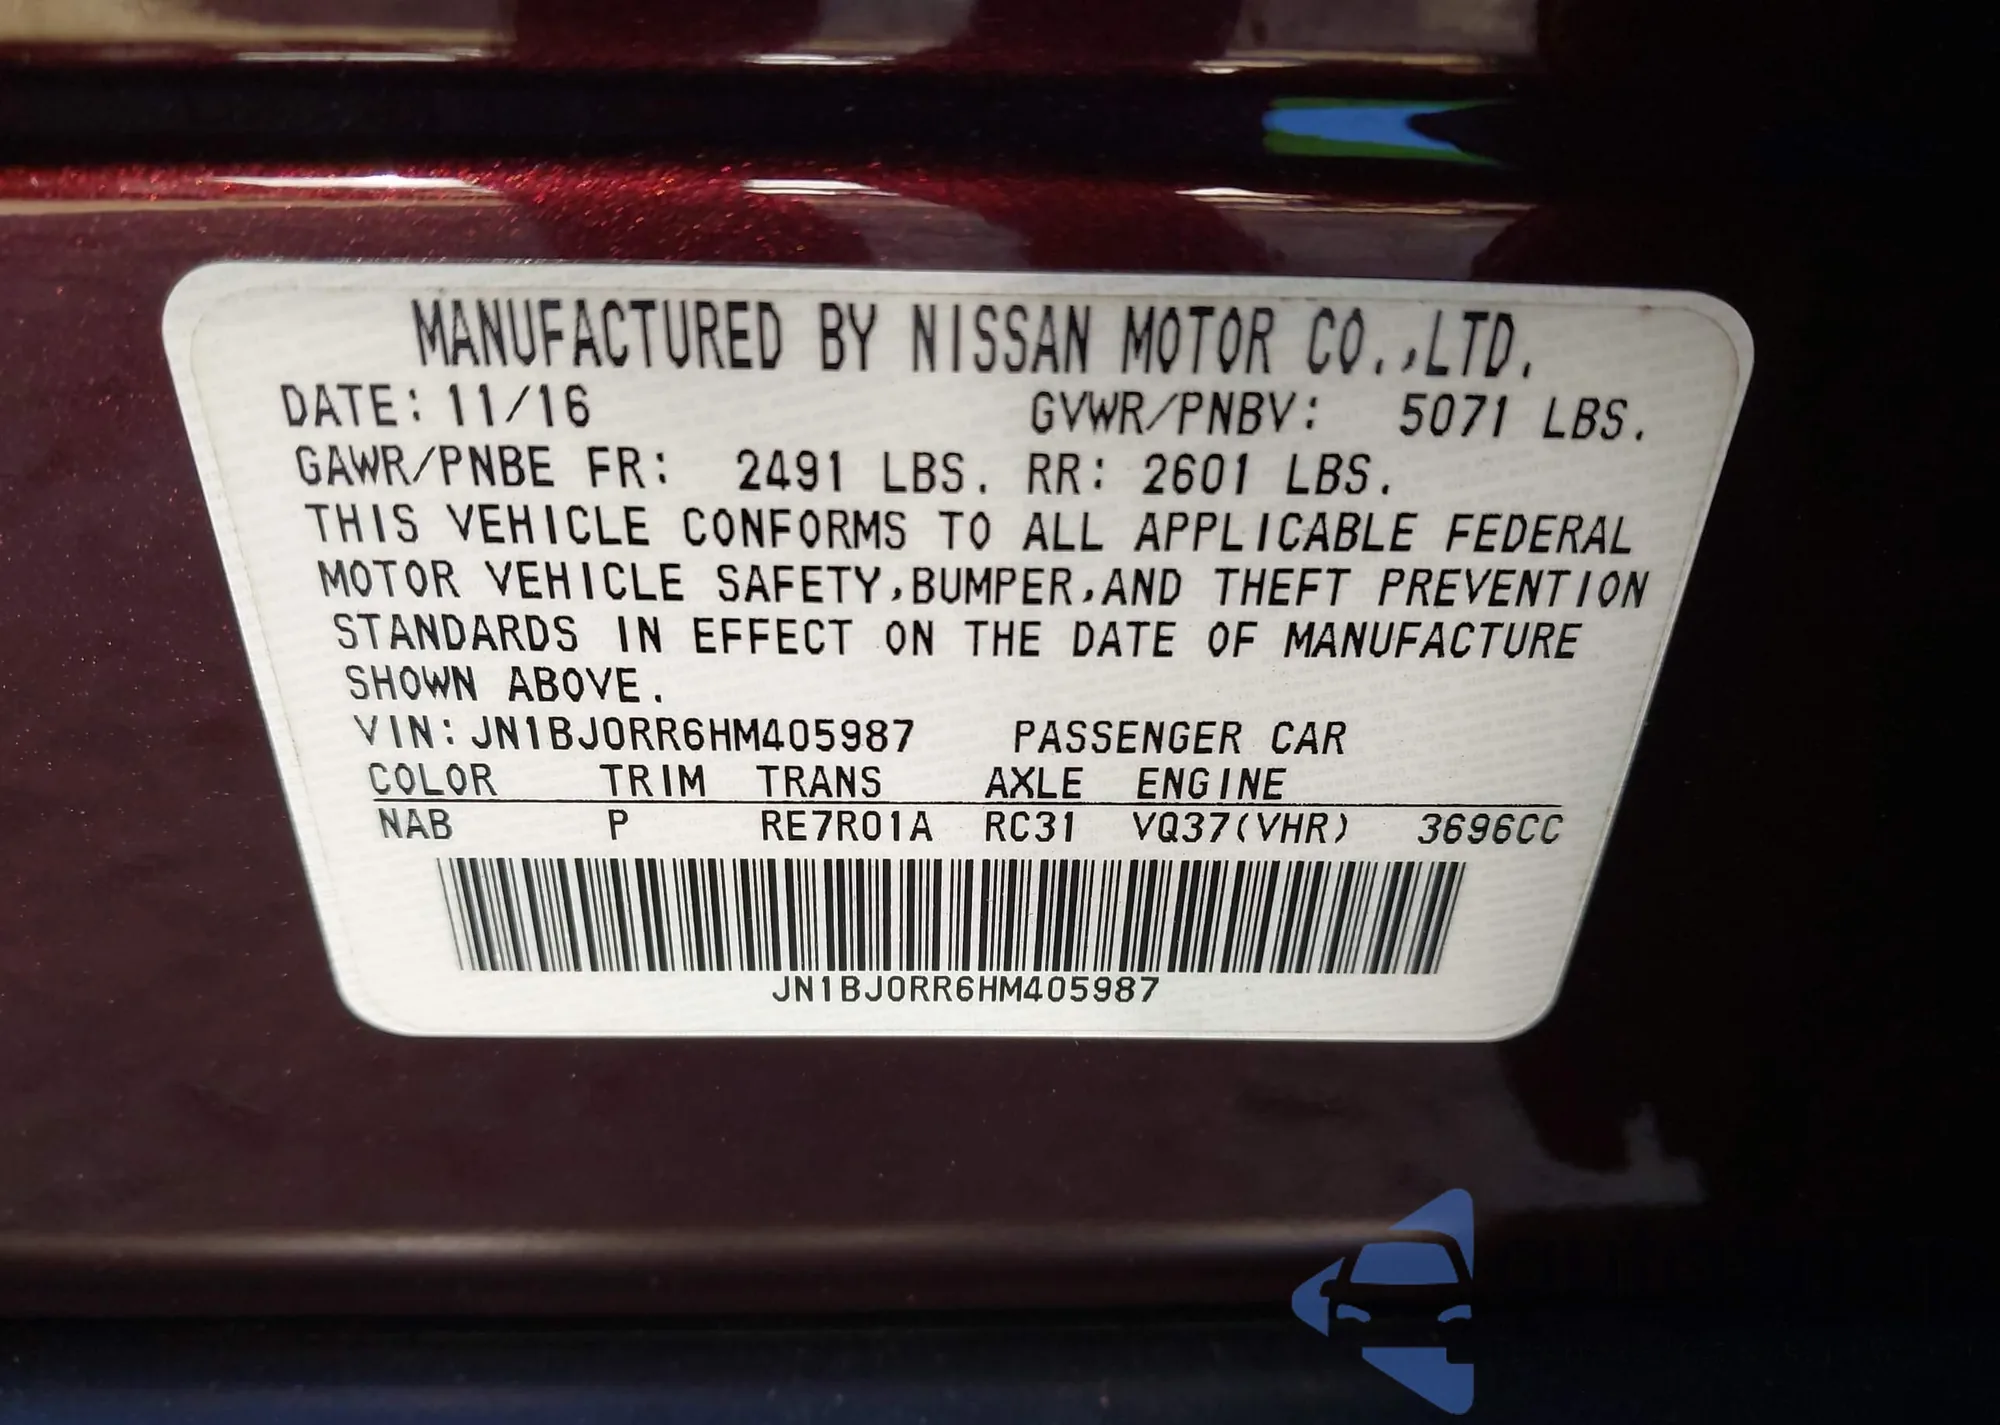 MANUFACTURED BY NISSAN MOTOR CO.,LTD.
DATE: 11/16 GVWR/PNBV: 5071 LBS.
GAWR/PNBE FR: 2491 LBS. RR: 2601 LBS.
THIS VEHICLE CONFORMS TO ALL APPLICABLE FEDERAL
MOTOR VEHICLE SAFETY,BUMPER,AND THEFT PREVENTION
STANDARDS IN EFFECT ON THE DATE OF MANUFACTURE
SHOWN ABOVE.
VIN: JN1BJ0RR6HM405987 PASSENGER CAR
COLOR TRIM TRANS AXLE ENGINE
NAB P RE7R01A RC31 VQ37(VHR) 3696CC
JN1BJ0RR6HM405987